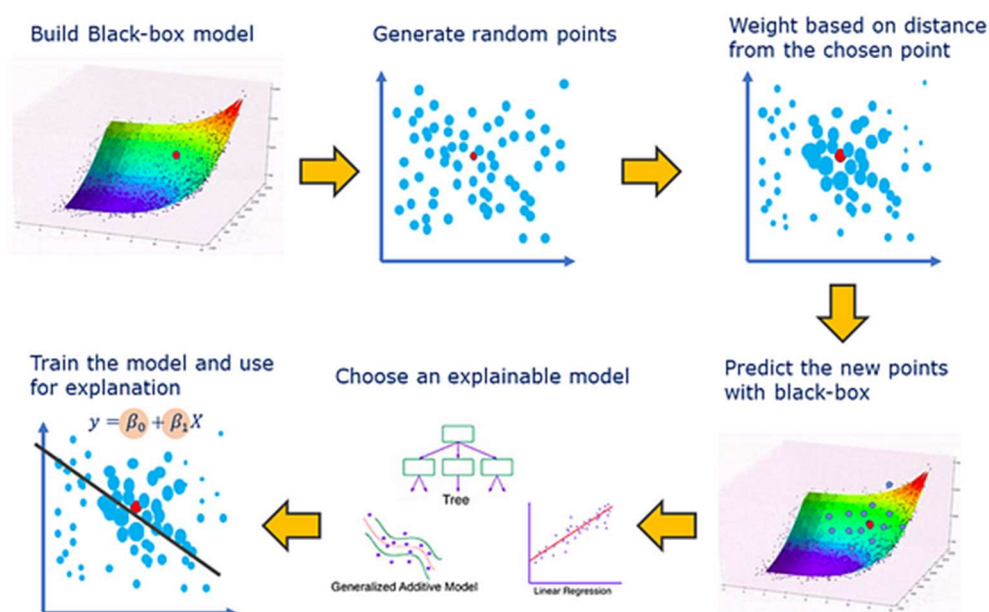 Build Black-box model
Generate random points
Weight based on distance
from the chosen point
Predict the new points
with black-box
Choose an explainable model
Tree
Generalized Additive Model
Linear Regression
Train the model and use
for explanation
y = β₀ + β₁X